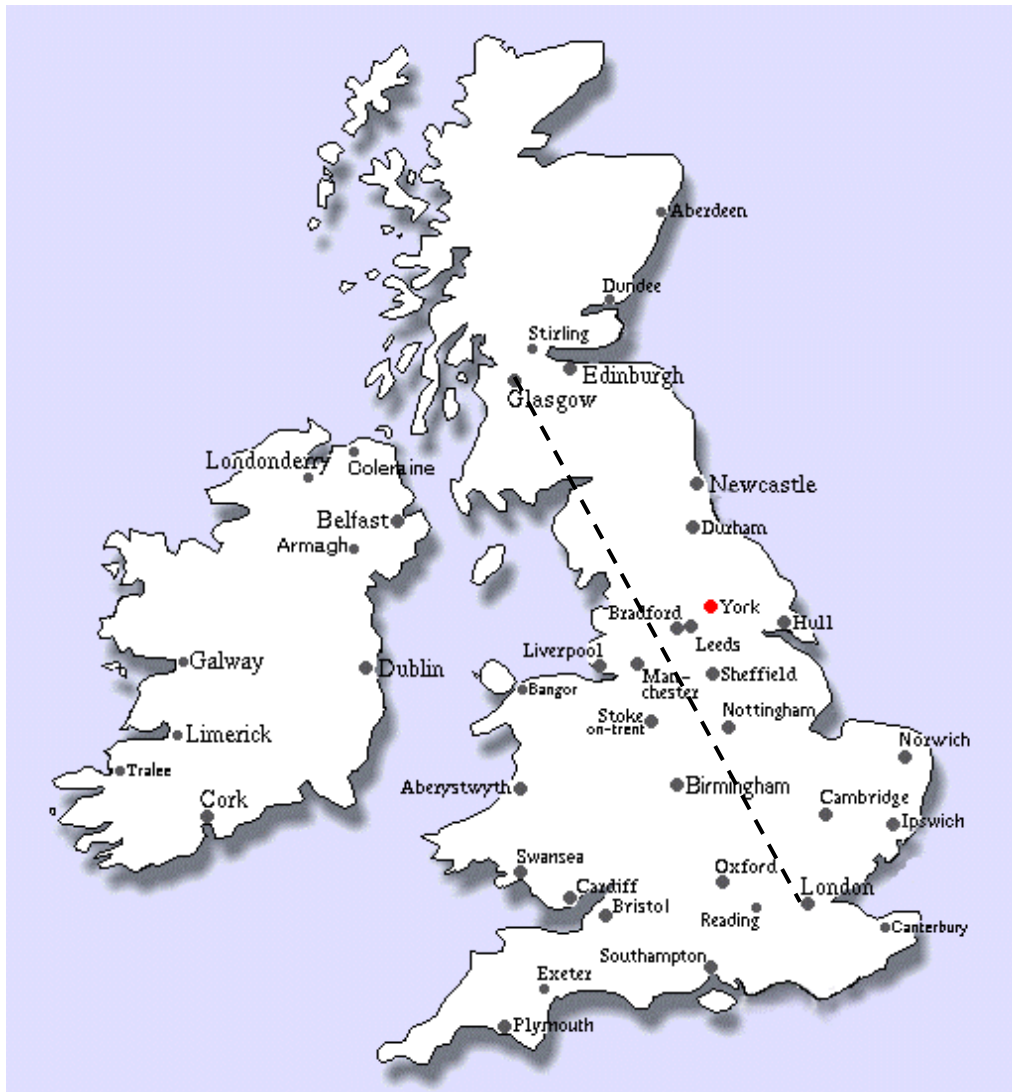 Aberdeen
Dundee
Stirling
Edinburgh
Glasgow
Londonderry
Coleraine
Newcastle
Belfast
Durham
Armagh
York
Bradford
Hull
Leeds
Liverpool
Galway
Dublin
Man-
chester
Sheffield
Bangor
Nottingham
Stoke
on-trent
Limerick
Norwich
Tralee
Aberystwyth
Birmingham
Cork
Cambridge
Ipswich
Swansea
Oxford
Cardiff
London
Bristol
Reading
Canterbury
Southampton
Exeter
Plymouth